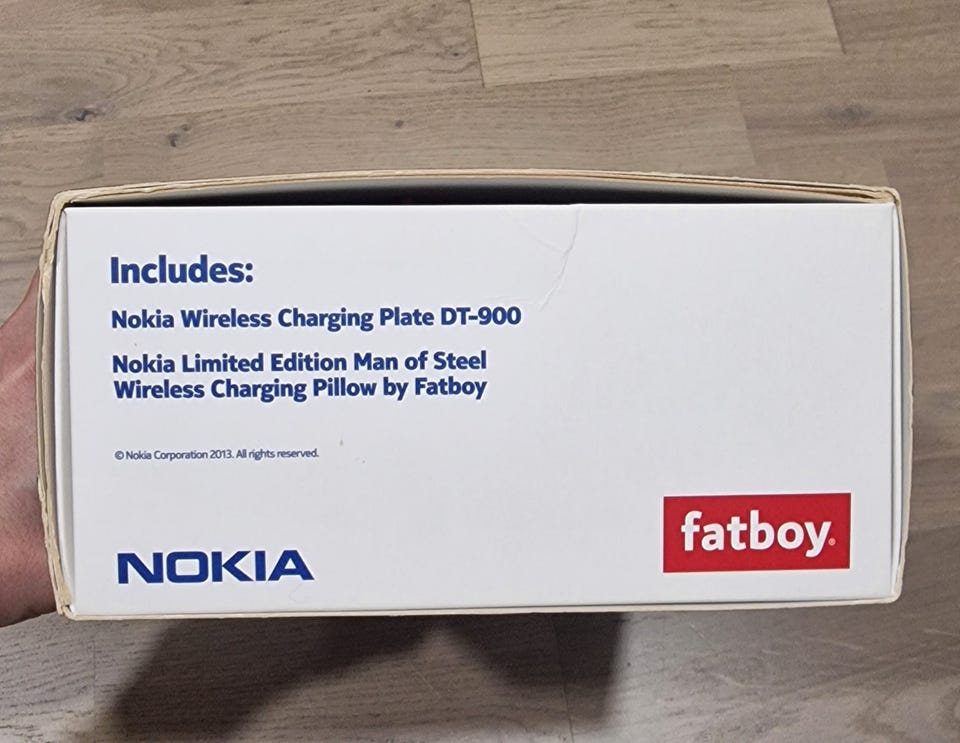 Includes:
Nokia Wireless Charging Plate DT-900
Nokia Limited Edition Man of Steel
Wireless Charging Pillow by Fatboy
© Nokia Corporation 2013. All rights reserved.
NOKIA
fatboy®